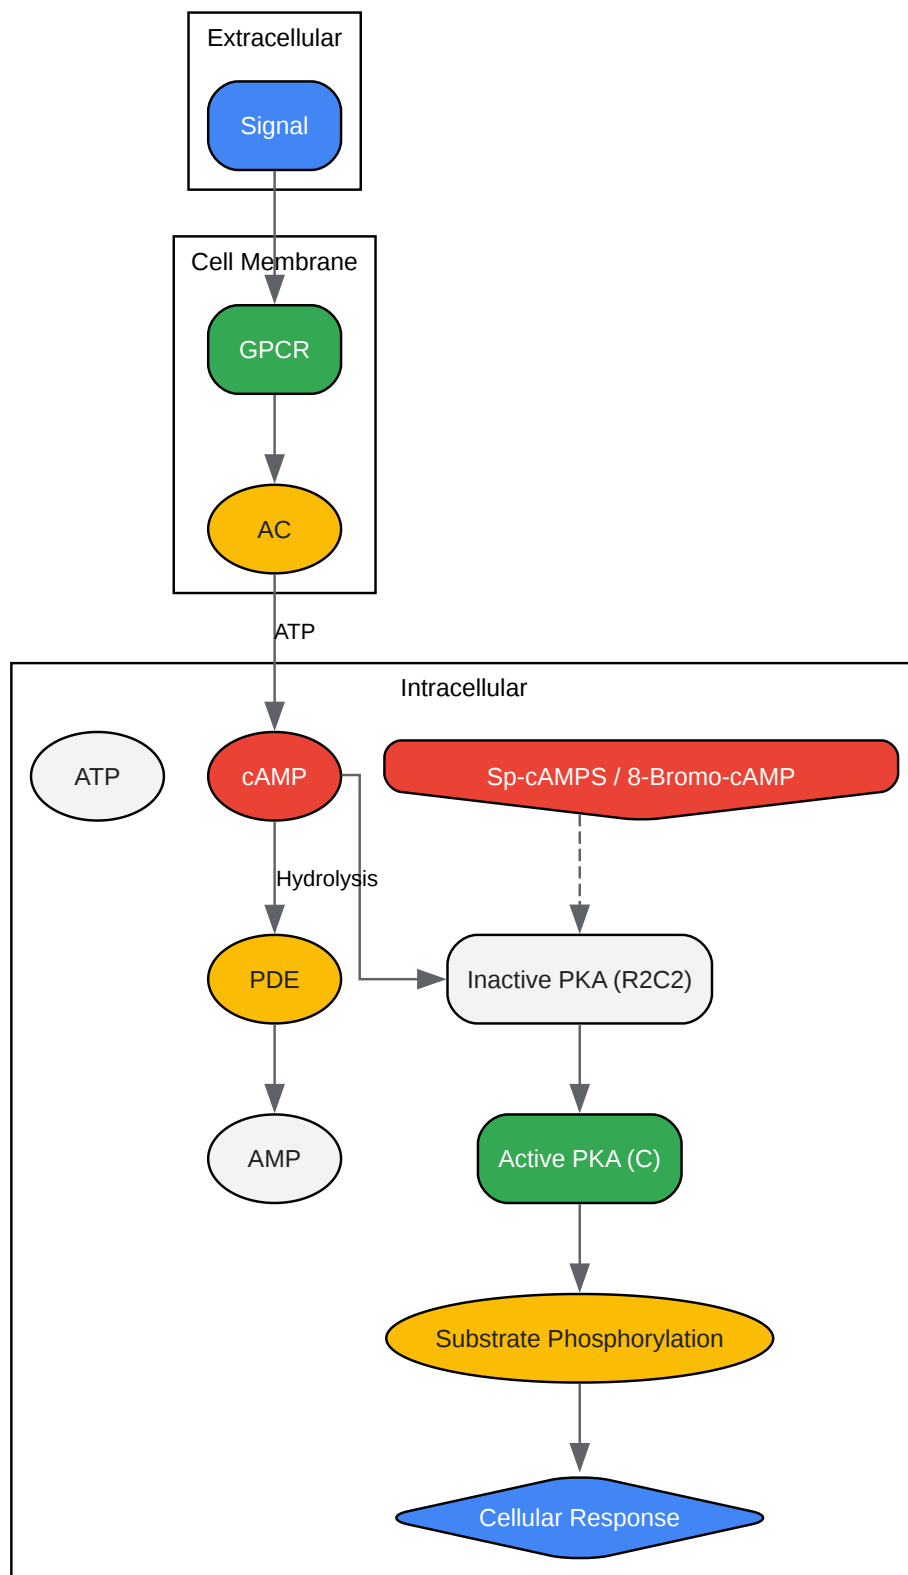 Extracellular
Signal
Cell Membrane
GPCR
AC
ATP
Intracellular
ATP
cAMP
Sp-cAMPS / 8-Bromo-cAMP
Hydrolysis
PDE
Inactive PKA (R2C2)
AMP
Active PKA (C)
Substrate Phosphorylation
Cellular Response